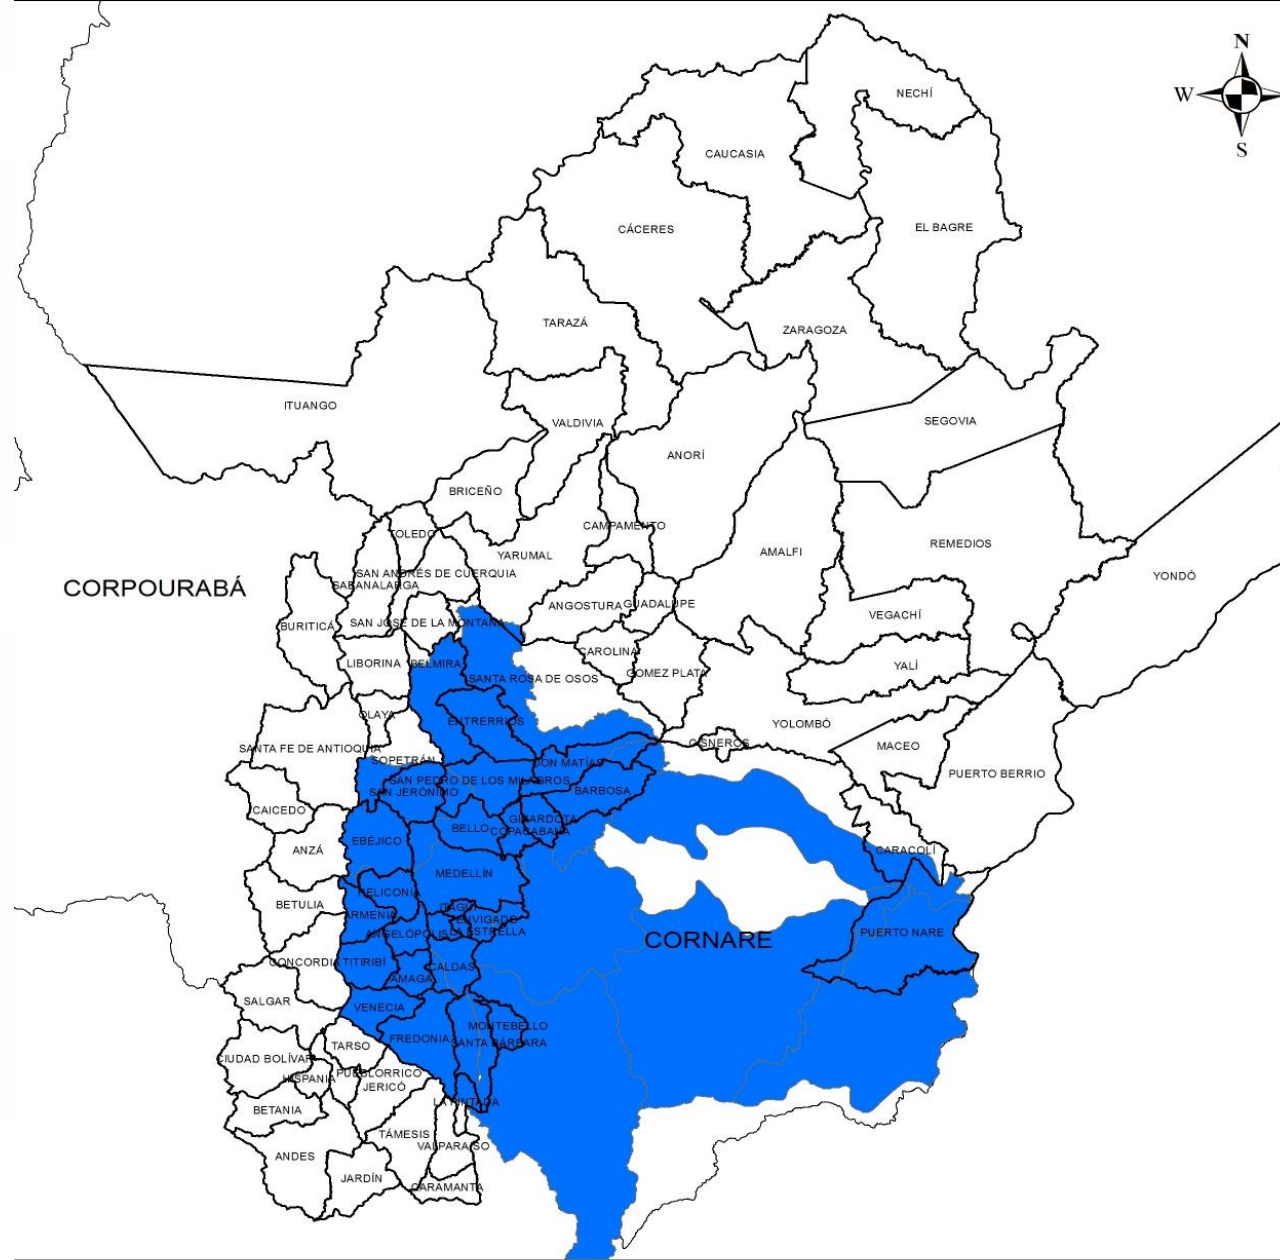 N
NECHÍ
W
S
CAUCASIA
CÁCERES
EL BAGRE
TARAZÁ
ZARAGOZA
ITUANGO
VALDIVIA
SEGOVIA
ANORÍ
BRICEÑO
CAMPAMENTO
TOLEDO
YARUMAL
AMALFI
REMEDIOS
SAN ANDRÉS DE CUERQUIA
YONDÓ
SABANALARGA
CORPOURABÁ
ANGOSTURA
GUADALUPE
VEGACHÍ
BURITICÁ
SAN JOSÉ DE LA MONTAÑA
CAROLINA
LIBORINA
BELMIRA
YALÍ
GOMEZ PLATA
SANTA ROSA DE OSOS
OLAYA
ENTRERRIOS
YOLOMBÓ
CISNEROS
SANTA FE DE ANTIOQUIA
MACEO
SOPETRÁN
DON MATÍAS
PUERTO BERRIO
SAN PEDRO DE LOS MILAGROS
SAN JERÓNIMO
BARBOSA
CAICEDO
GIRARDOTA
BELLO
COPACABANA
EBÉJICO
ANZÁ
CARACOLÍ
MEDELLÍN
HELICONIA
BETULIA
ITAGUI
ARMENIA
ENVIGADO
ANGELÓPOLIS
LA ESTRELLA
PUERTO NARE
CORNARE
CONCORDIA
TITIRIBÍ
CALDAS
AMAGÁ
SALGAR
VENECIA
MONTEBELLO
FREDONIA
SANTA BÁRBARA
TARSO
CIUDAD BOLÍVAR
PUEBLORRICO
HISPANIA
JERICÓ
LA PINTADA
BETANIA
TÁMESIS
VALPARAISO
ANDES
JARDÍN
CARAMANTA